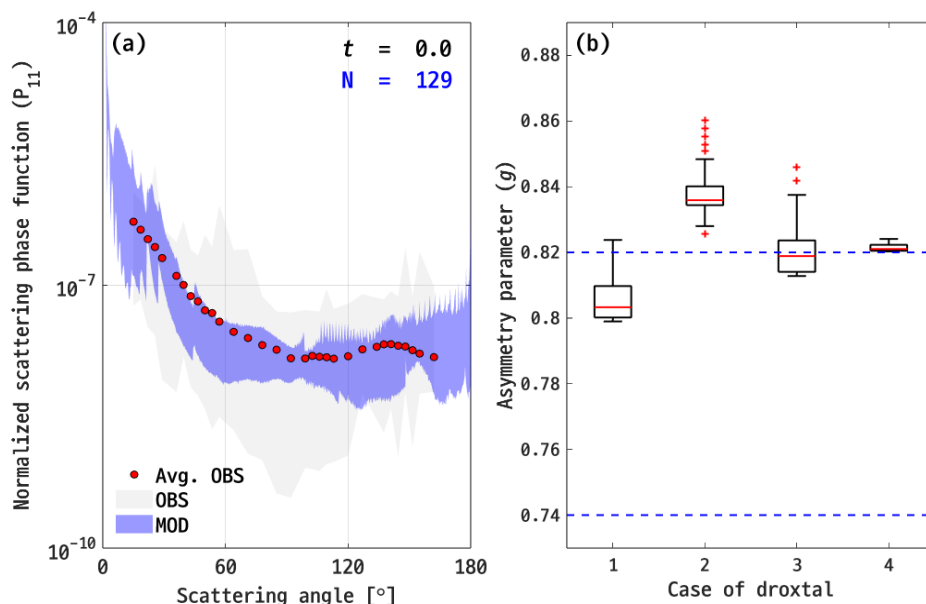 (a)
t = 0.0
N = 129
Normalized scattering phase function (P11)
10-4
10-7
10-10
Avg. OBS
OBS
MOD
0 60 120 180
Scattering angle [°]
(b)
Asymmetry parameter (g)
0.88
0.86
0.84
0.82
0.8
0.78
0.76
0.74
1 2 3 4
Case of droxtal